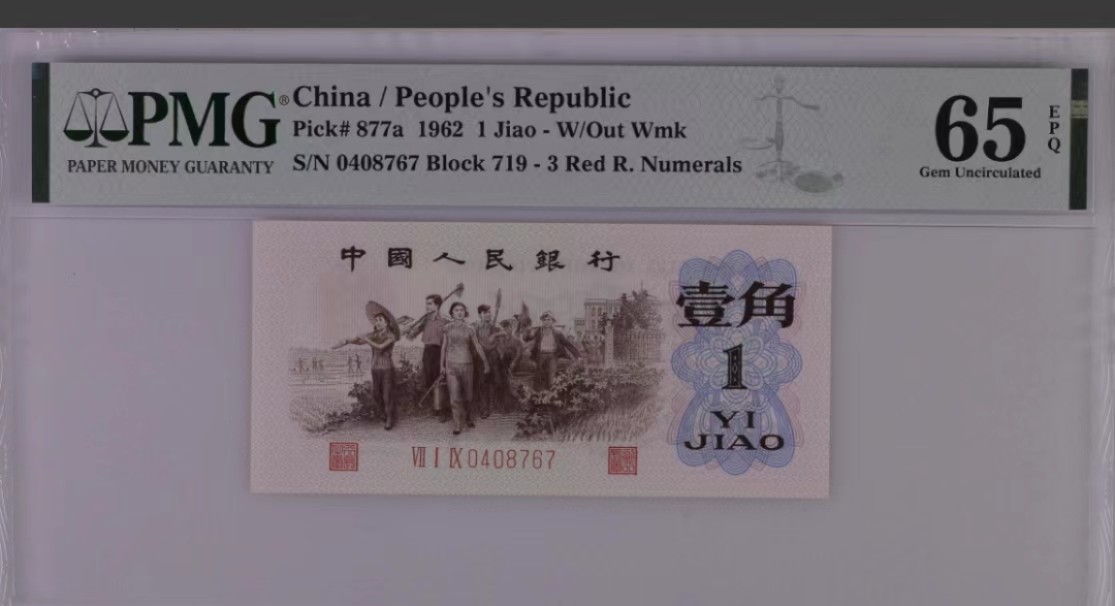 PMG®
PAPER MONEY GUARANTY
China / People's Republic
Pick# 877a 1962 1 Jiao - W/Out Wmk
S/N 0408767 Block 719 - 3 Red R. Numerals
65
EPQ
Gem Uncirculated
中國人民銀行
壹角
1
YI
JIAO
Ⅶ Ⅰ Ⅸ 0408767